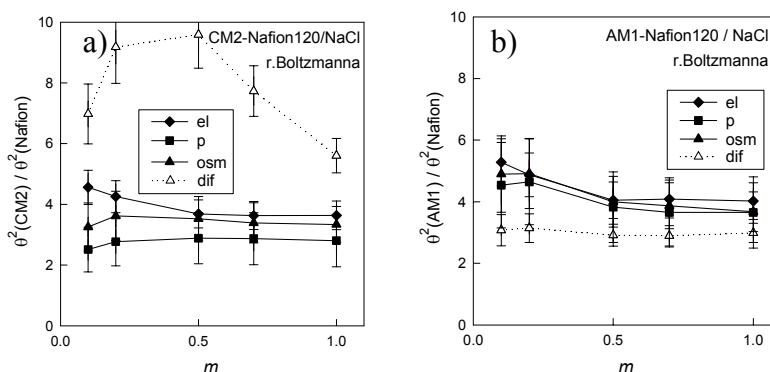 a)
CM2-Nafion120/NaCl
r.Boltzmanna
θ²(CM2) / θ²(Nafion)
10
8
6
4
2
0
el
p
osm
dif
0.0
0.5
1.0
m
b)
AM1-Nafion120 / NaCl
r.Boltzmanna
θ²(AM1) / θ²(Nafion)
10
8
6
4
2
0
el
p
osm
dif
0.0
0.5
1.0
m